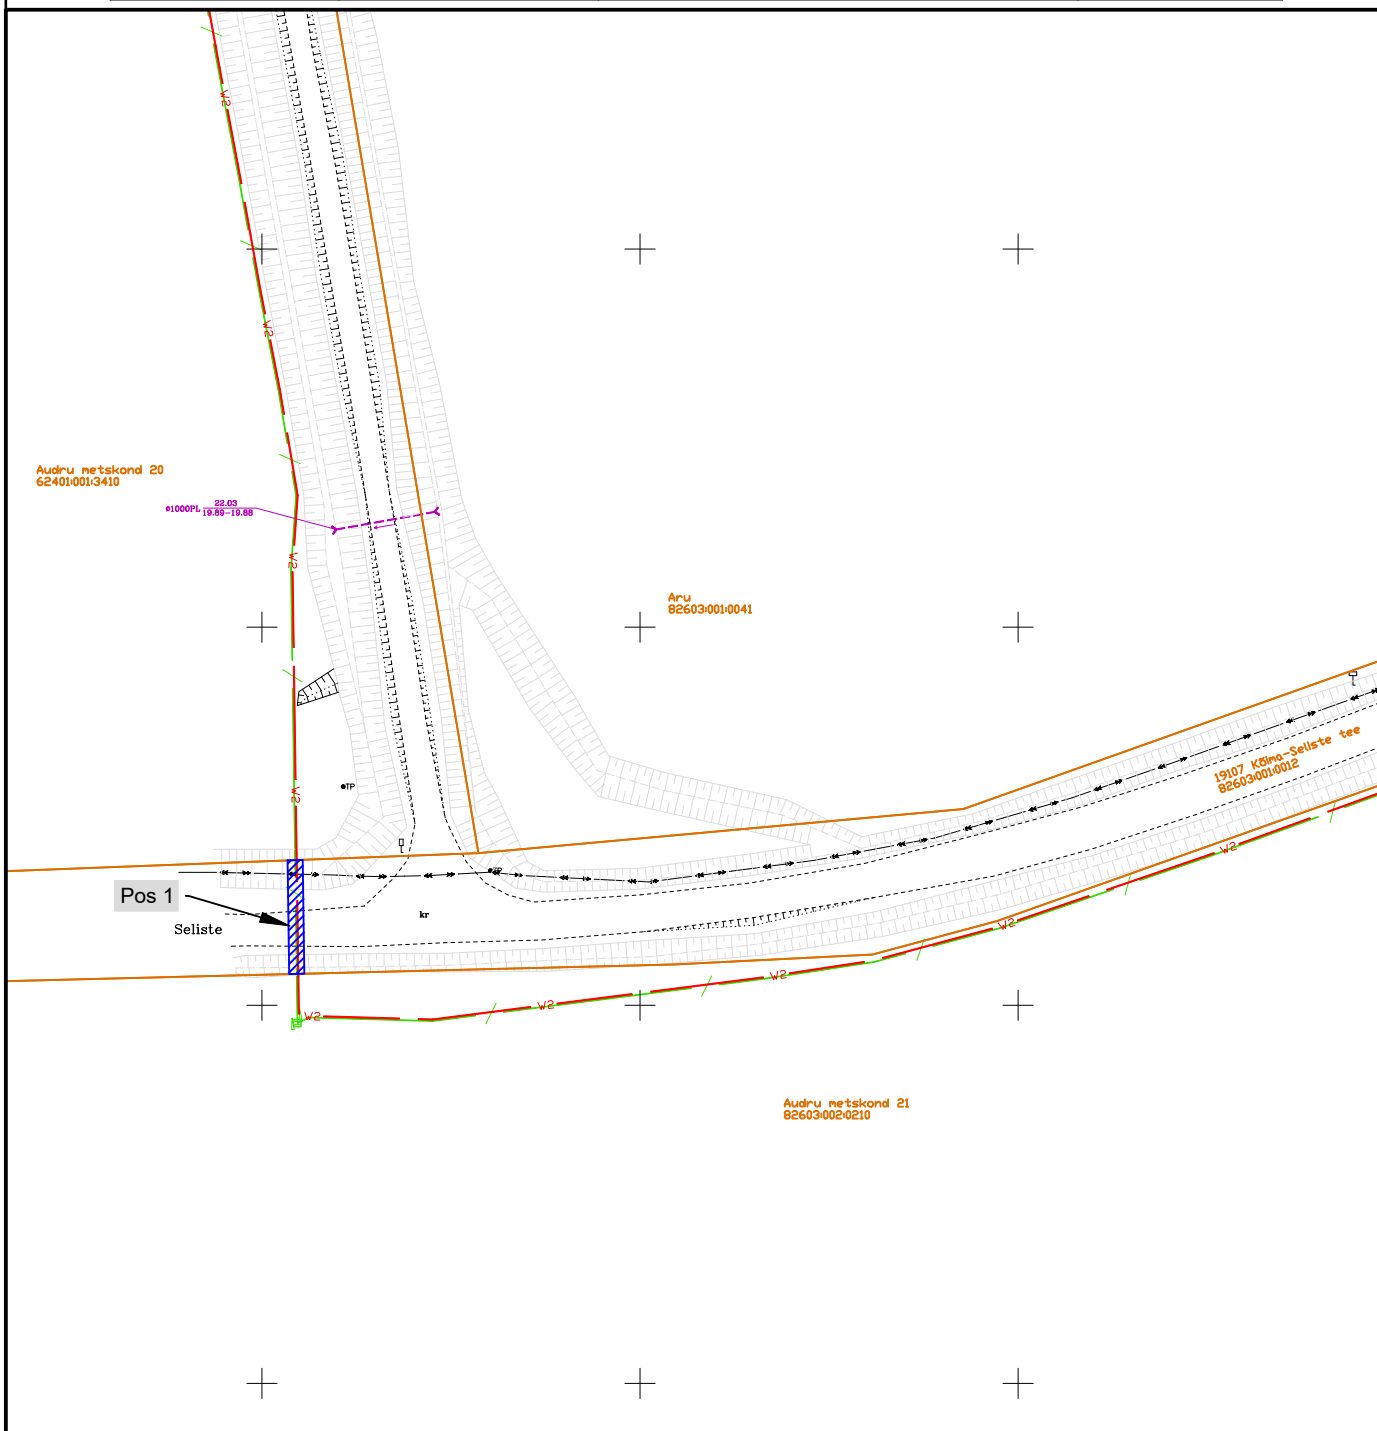 W2
W2
Audru metskond 20
62401:001:3410
ø1000PL
22.03
19.89-19.88
W2
Aru
82603:001:0041
TP
W2
19107 Kõima-Seliste tee
82603:001:0012
W2
TP
Pos 1
kr
Seliste
W2
W2
W2
W2
Audru metskond 21
82603:002:0210